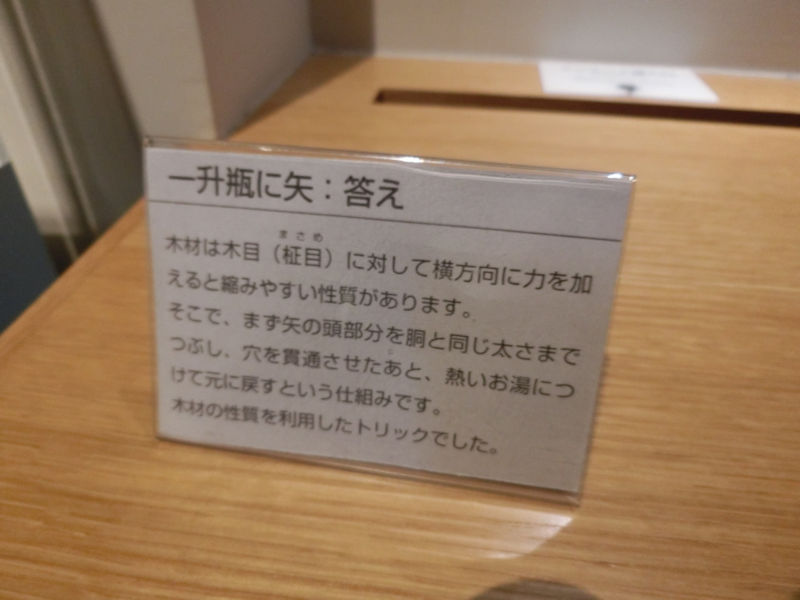 一升瓶に矢：答え
まさめ
木材は木目（柾目）に対して横方向に力を加
えると縮みやすい性質があります。
そこで、まず矢の頭部分を胴と同じ太さまで
つぶし、穴を貫通させたあと、熱いお湯につ
けて元に戻すという仕組みです。
木材の性質を利用したトリックでした。